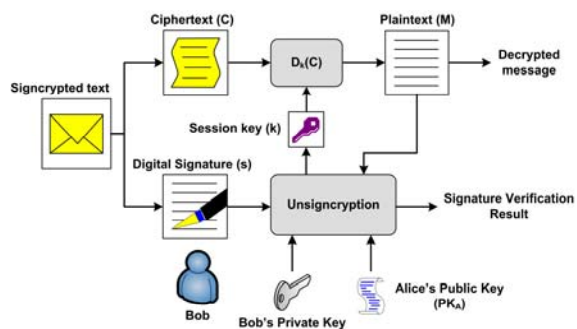 Ciphertext (C)
Plaintext (M)
Signcrypted text
Dₖ(C)
Decrypted
message
Session key (k)
Digital Signature (s)
Unsigncryption
Signature Verification
Result
Bob
Bob's Private Key
Alice's Public Key
(PKₐ)